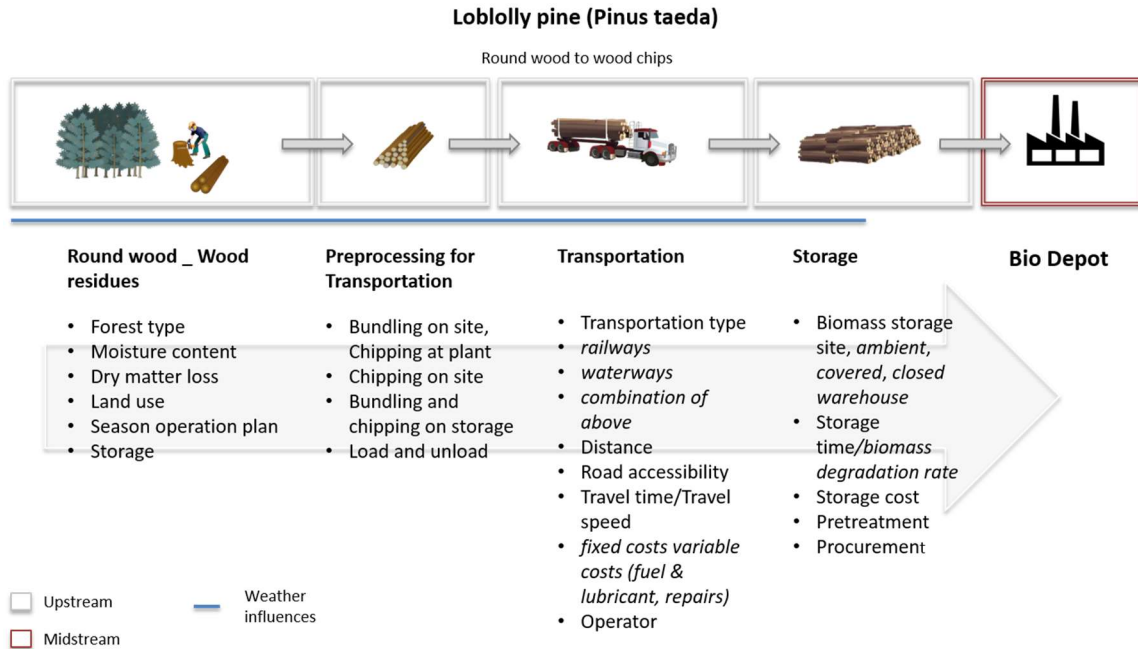 Loblolly pine (Pinus taeda)
Round wood to wood chips
Round wood _ Wood
residues
• Forest type
• Moisture content
• Dry matter loss
• Land use
• Season operation plan
• Storage
Preprocessing for
Transportation
• Bundling on site,
Chipping at plant
• Chipping on site
• Bundling and
chipping on storage
• Load and unload
Transportation
• Transportation type
• railways
• waterways
• combination of
above
• Distance
• Road accessibility
• Travel time/Travel
speed
• fixed costs variable
costs (fuel &
lubricant, repairs)
• Operator
Storage
• Biomass storage
site, ambient,
covered, closed
warehouse
• Storage
time/biomass
degradation rate
• Storage cost
• Pretreatment
• Procurement
Bio Depot
Upstream
Midstream
Weather
influences